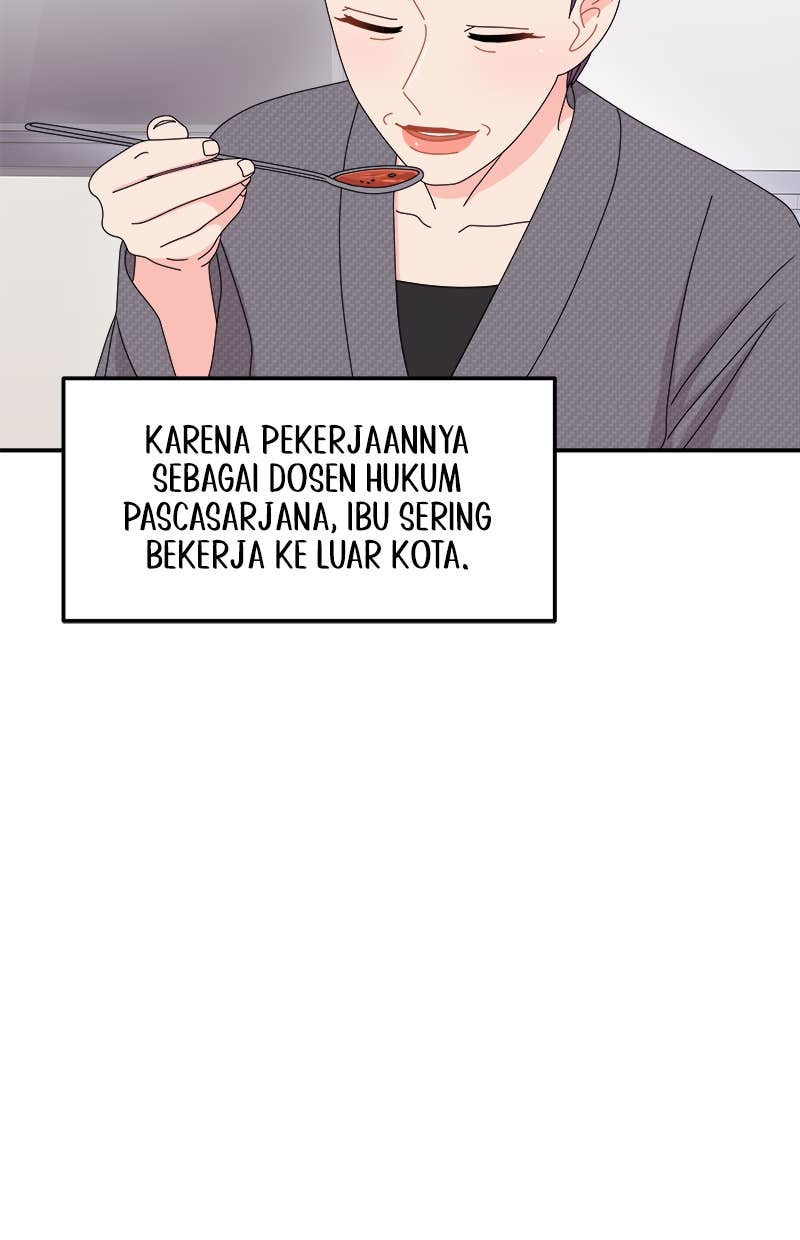 KARENA PEKERJAANNYA
SEBAGAI DOSEN HUKUM
PASCASARJANA, IBU SERING
BEKERJA KE LUAR KOTA.